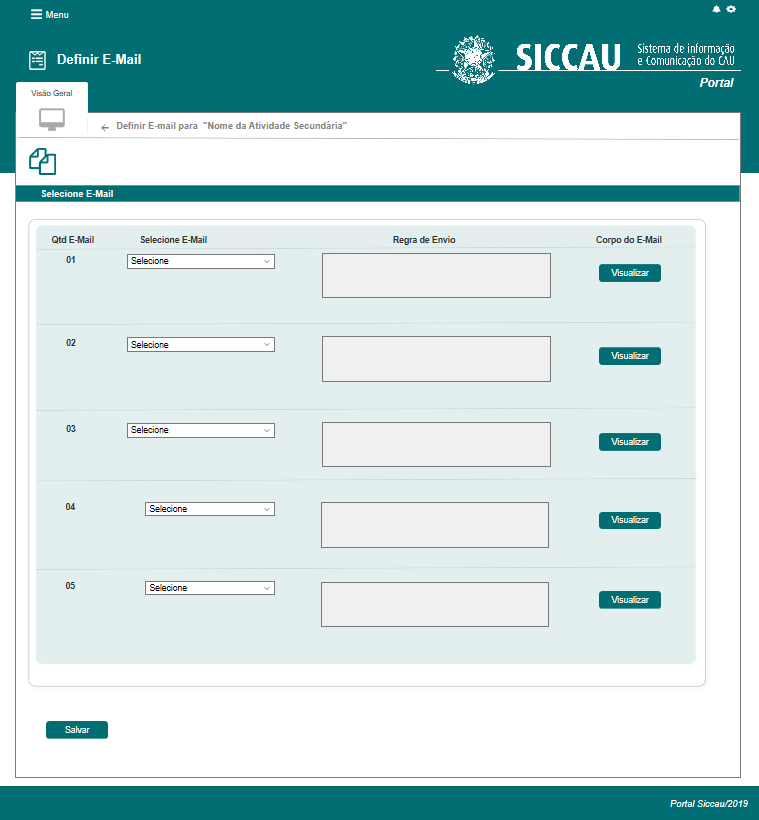 Menu
Definir E-Mail
SICCAU
Sistema de informação
e Comunicação do CAU
Portal
Visão Geral
Definir E-mail para "Nome da Atividade Secundária"
Selecione E-Mail
Qtd E-Mail Selecione E-Mail Regra de Envio Corpo do E-Mail
01 Selecione Visualizar
02 Selecione Visualizar
03 Selecione Visualizar
04 Selecione Visualizar
05 Selecione Visualizar
Salvar
Portal Siccau/2019